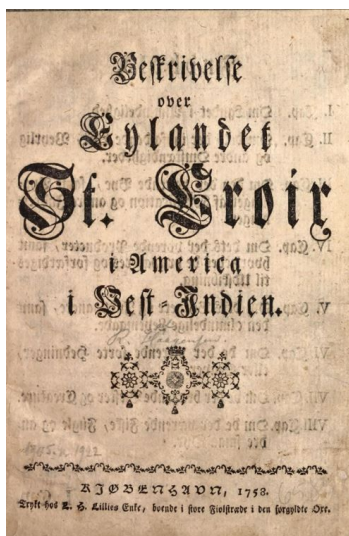 Beskrivelse
over
Eylandet
St. Croix
i America
i West-Indien.
KIØBENHAVN, 1758.
Trykt hos L. H. Lillies Enke, boende i store Fiolstræde i den forgyldte Oxe.